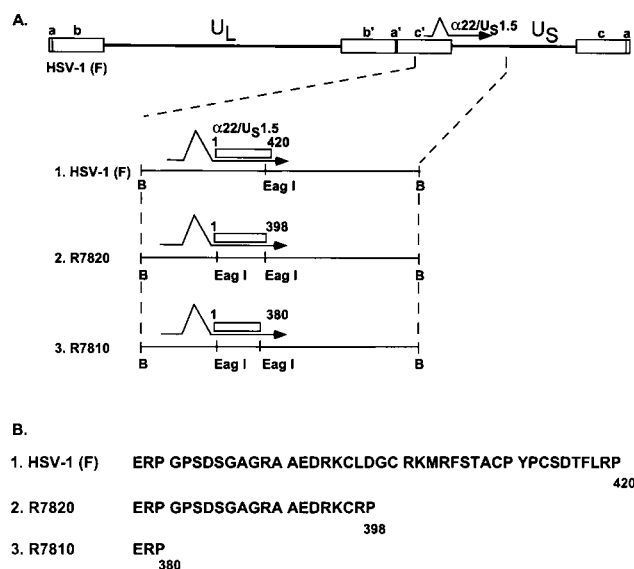 A.
a b U_L b' a' c' α22/U_S1.5 U_S c a
HSV-1 (F)
α22/U_S1.5
1 420
1. HSV-1 (F)
B Eag I B
1 398
2. R7820
B Eag I Eag I B
1 380
3. R7810
B Eag I Eag I B
B.
1. HSV-1 (F) ERP GPSDSGAGRA AEDRKCLDGC RKMRFSTACP YPCSDTFLRP
420
2. R7820 ERP GPSDSGAGRA AEDRKCRP
398
3. R7810 ERP
380